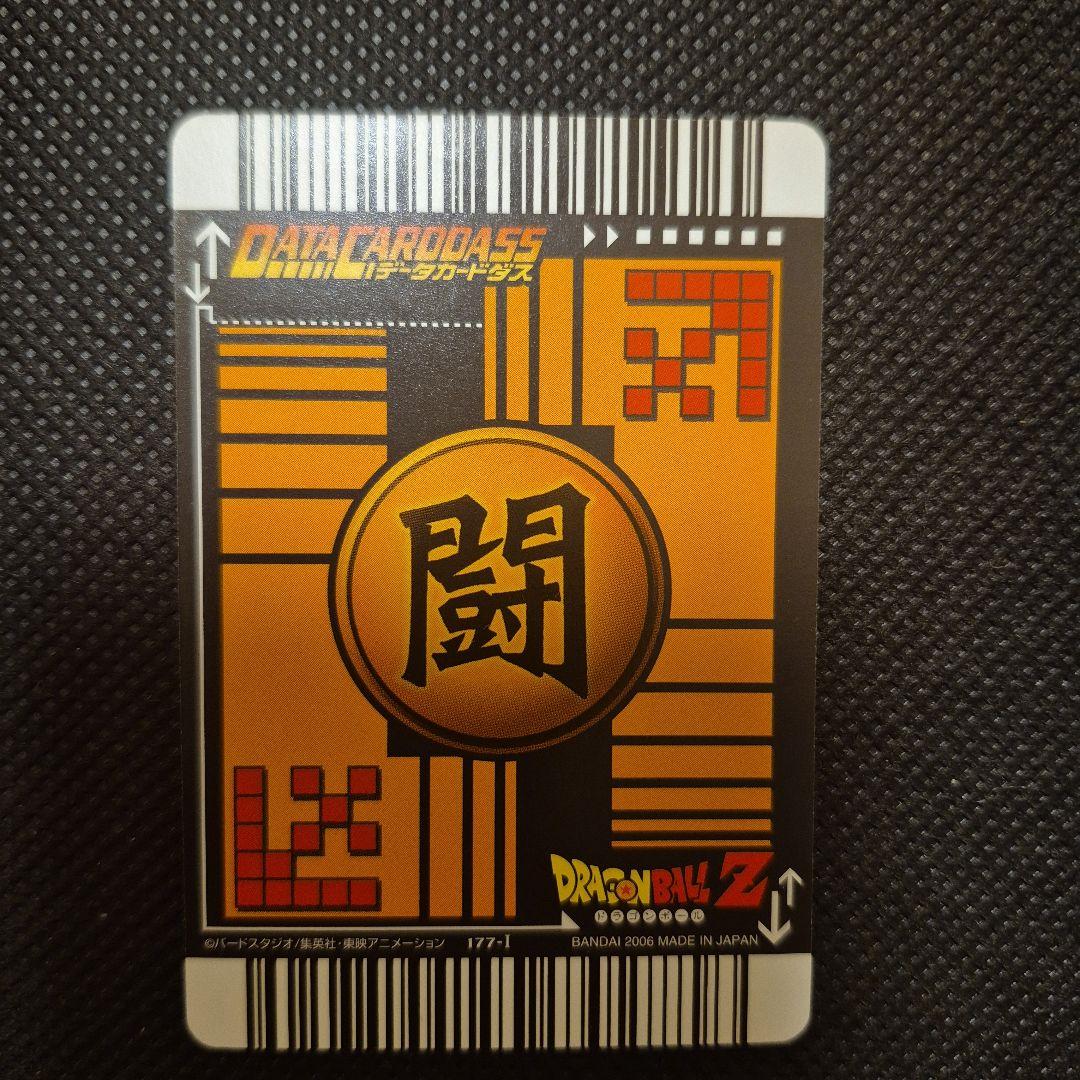 DATA CARDDASS
データカードダス
闘
DRAGONBALL Z
ドラゴンボール
©バードスタジオ/集英社・東映アニメーション 177-I BANDAI 2006 MADE IN JAPAN